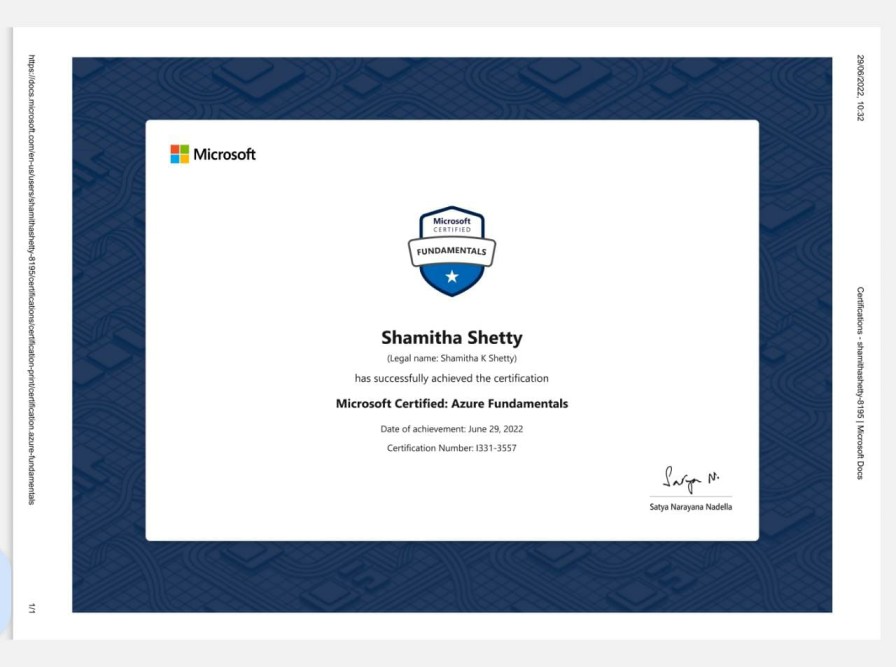 29/06/2022, 10:32
Certifications - shamithashetty-8195 | Microsoft Docs
Microsoft
Microsoft
CERTIFIED
FUNDAMENTALS
Shamitha Shetty
(Legal name: Shamitha K Shetty)
has successfully achieved the certification
Microsoft Certified: Azure Fundamentals
Date of achievement: June 29, 2022
Certification Number: I331-3557
Satya N.
Satya Narayana Nadella
https://docs.microsoft.com/en-us/users/shamithashetty-8195/certifications/certification-print/certification.azure-fundamentals
1/1